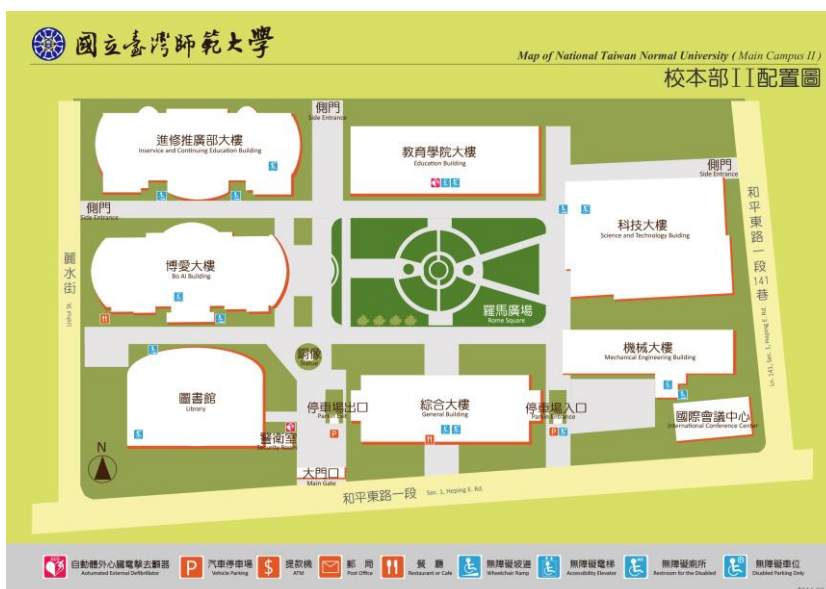 國立臺灣師範大學
Map of National Taiwan Normal University ( Main Campus II )
校本部II配置圖
側門
Side Entrance
進修推廣部大樓
Inservice and Continuing Education Building
教育學院大樓
Education Building
側門
Side Entrance
側門
Side Entrance
科技大樓
Science and Technology Buiding
和平東路一段141巷
Ln. 141, Sec. 1, Heping E. Rd.
麗水街
Lishui St.
博愛大樓
Bo Ai Building
羅馬廣場
Rome Square
機械大樓
Mechanical Engineering Building
銅像
Statue
圖書館
Library
停車場出口
綜合大樓
General Building
停車場入口
Parkin Entrance
國際會議中心
International Conference Center
警衛室
Security Room
N
P
P
大門口
Main Gate
和平東路一段 Sec. 1, Heping E. Rd.
自動體外心臟電擊去顫器
Automated External Defibrillator
P
汽車停車場
Vehicle Parking
$
提款機
ATM
郵局
Post Office
餐廳
Restaurant or Cafe
無障礙坡道
Wheelchair Ramp
無障礙電梯
Accessibility Elevator
無障礙廁所
Restroom for the Disabled
無障礙車位
Disabled Parking Only